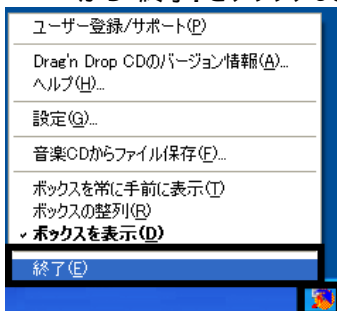 ユーザー登録/サポート(P)
Drag'n Drop CDのバージョン情報(A)...
ヘルプ(H)...
設定(G)...
音楽CDからファイル保存(F)...
ボックスを常に手前に表示(T)
ボックスの整列(R)
ボックスを表示(D)
終了(E)